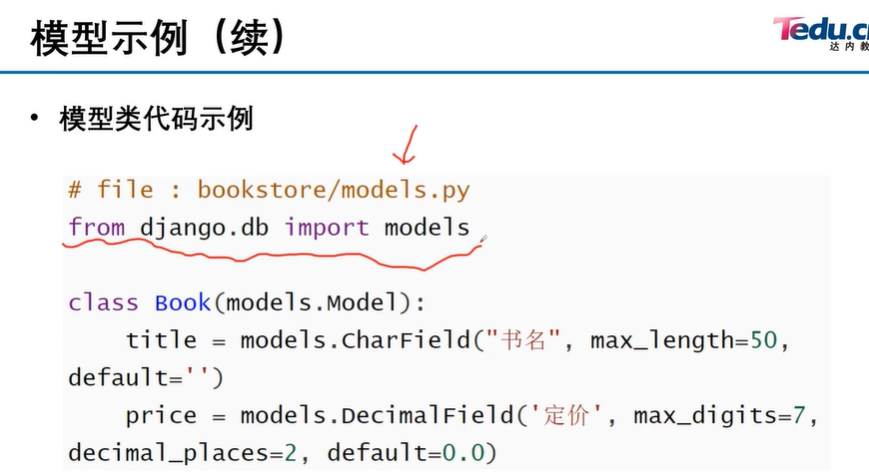 模型示例（续）
Tedu.c
达内教
• 模型类代码示例
# file : bookstore/models.py
from django.db import models
class Book(models.Model):
title = models.CharField("书名", max_length=50,
default='')
price = models.DecimalField('定价', max_digits=7,
decimal_places=2, default=0.0)